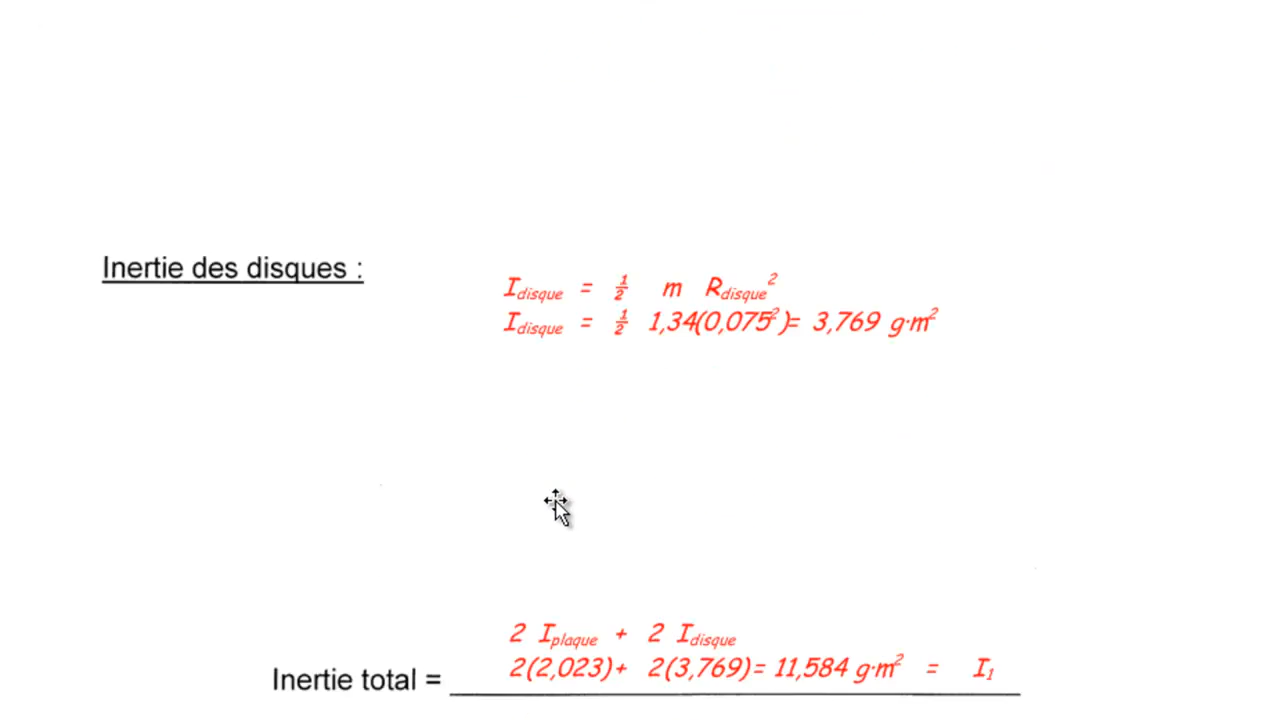 Inertie des disques :
I_disque = ½ m R_disque²
I_disque = ½ 1,34(0,075²)= 3,769 g·m²
2 I_plaque + 2 I_disque
Inertie total = 2(2,023)+ 2(3,769)= 11,584 g·m² = I₁